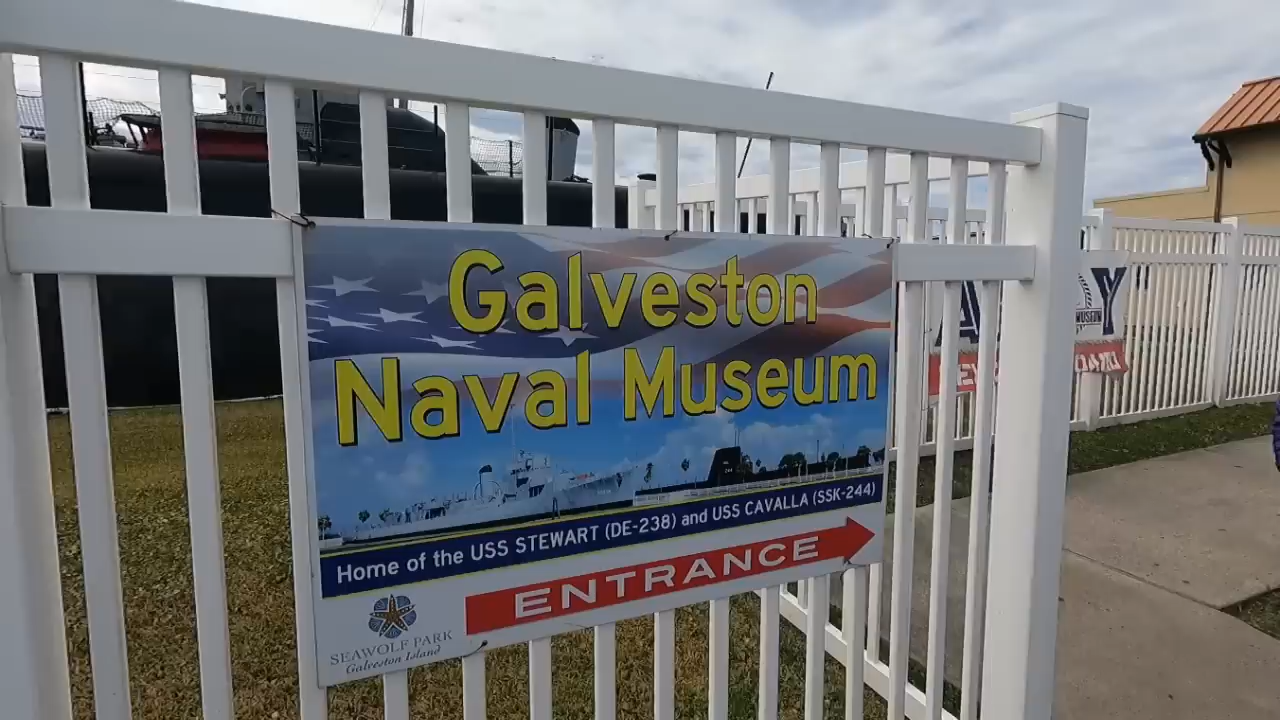 Galveston
Naval Museum
Home of the USS STEWART (DE-238) and USS CAVALLA (SSK-244)
ENTRANCE
SEAWOLF PARK
Galveston Island
Y
MUSEUM